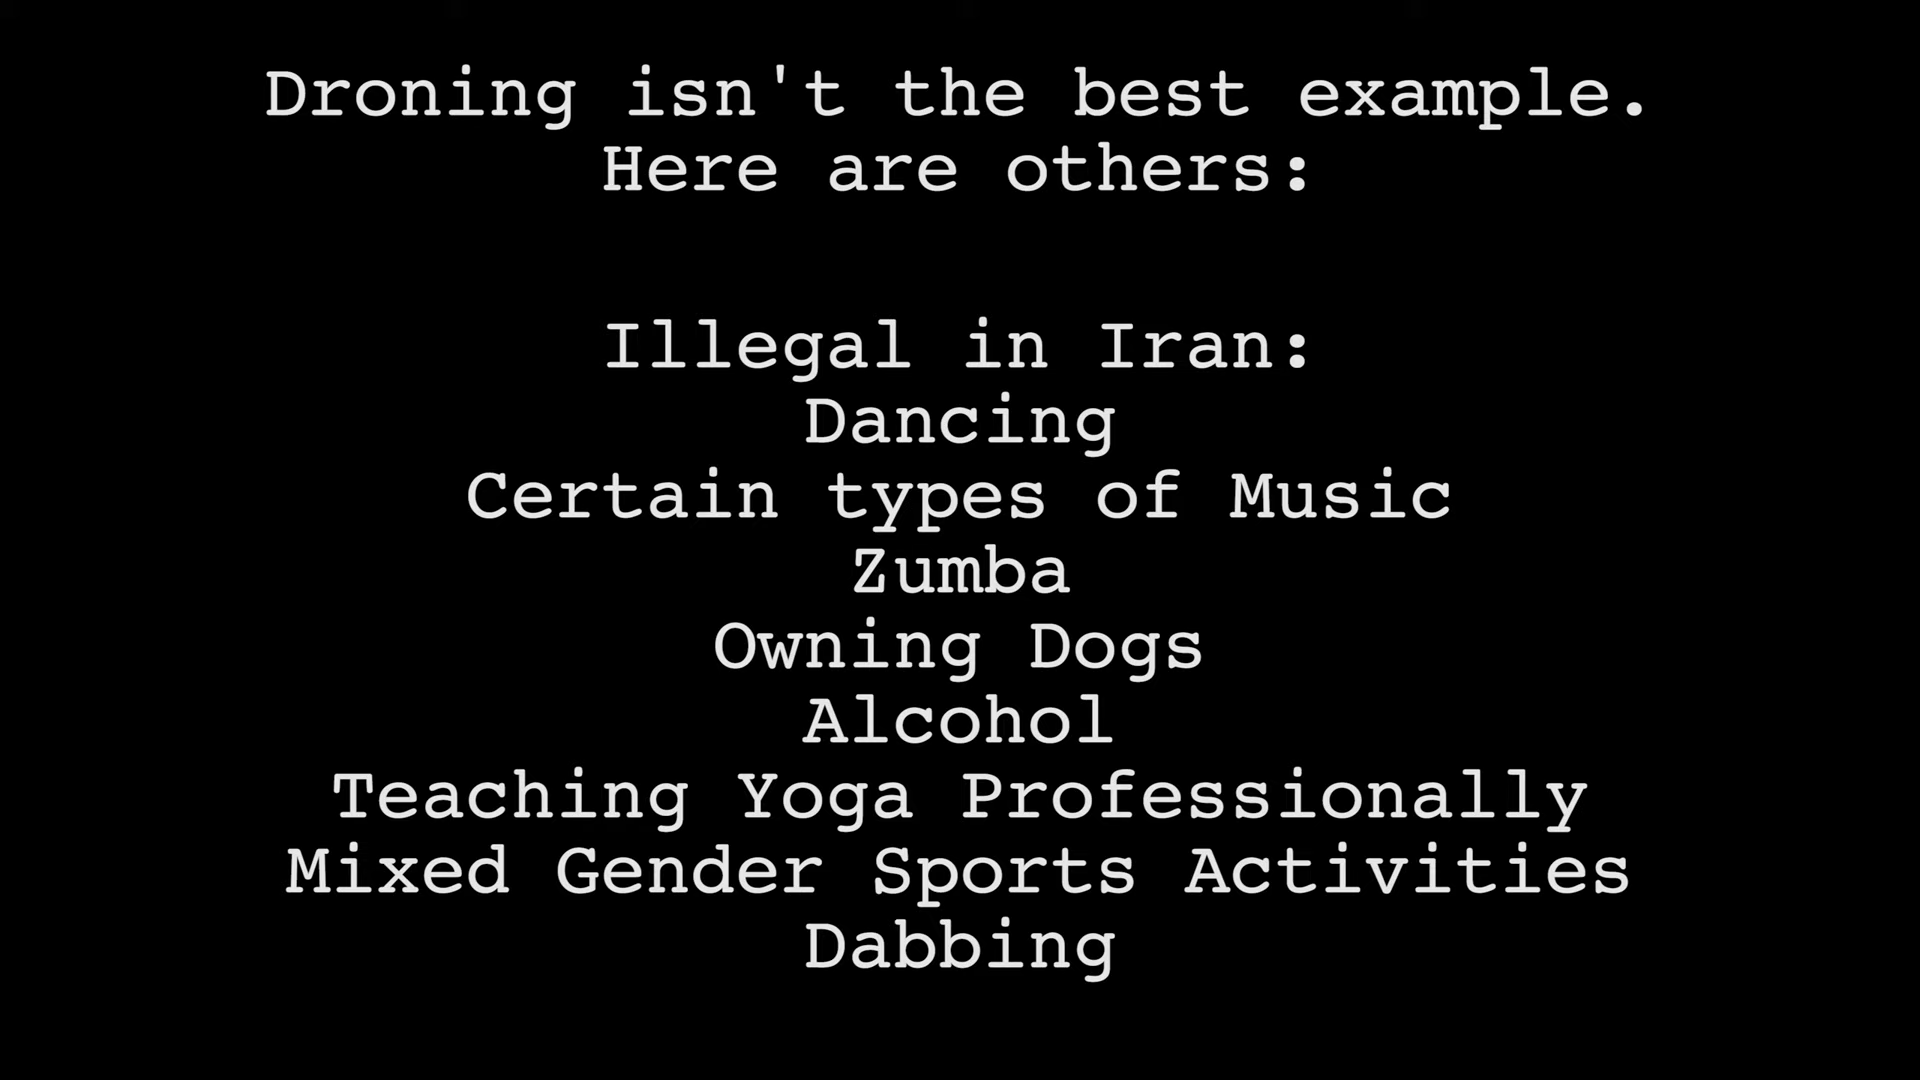 Droning isn't the best example.
Here are others:
Illegal in Iran:
Dancing
Certain types of Music
Zumba
Owning Dogs
Alcohol
Teaching Yoga Professionally
Mixed Gender Sports Activities
Dabbing